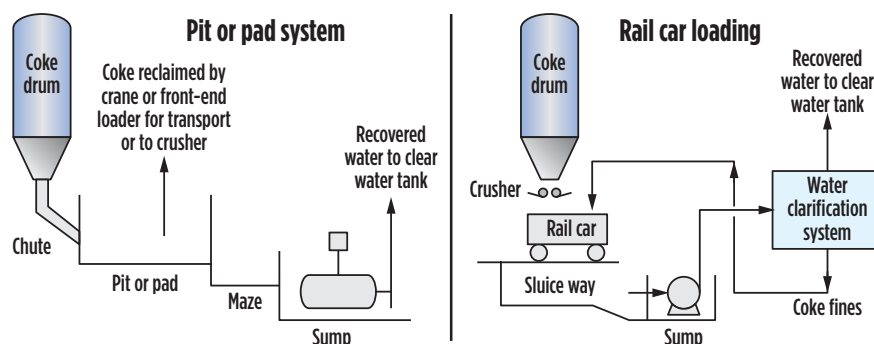 Pit or pad system
Coke
drum
Coke reclaimed by
crane or front-end
loader for transport
or to crusher
Recovered
water to clear
water tank
Chute
Pit or pad
Maze
Sump
Rail car loading
Coke
drum
Recovered
water to clear
water tank
Crusher
Water
clarification
system
Rail car
Sluice way
Coke fines
Sump